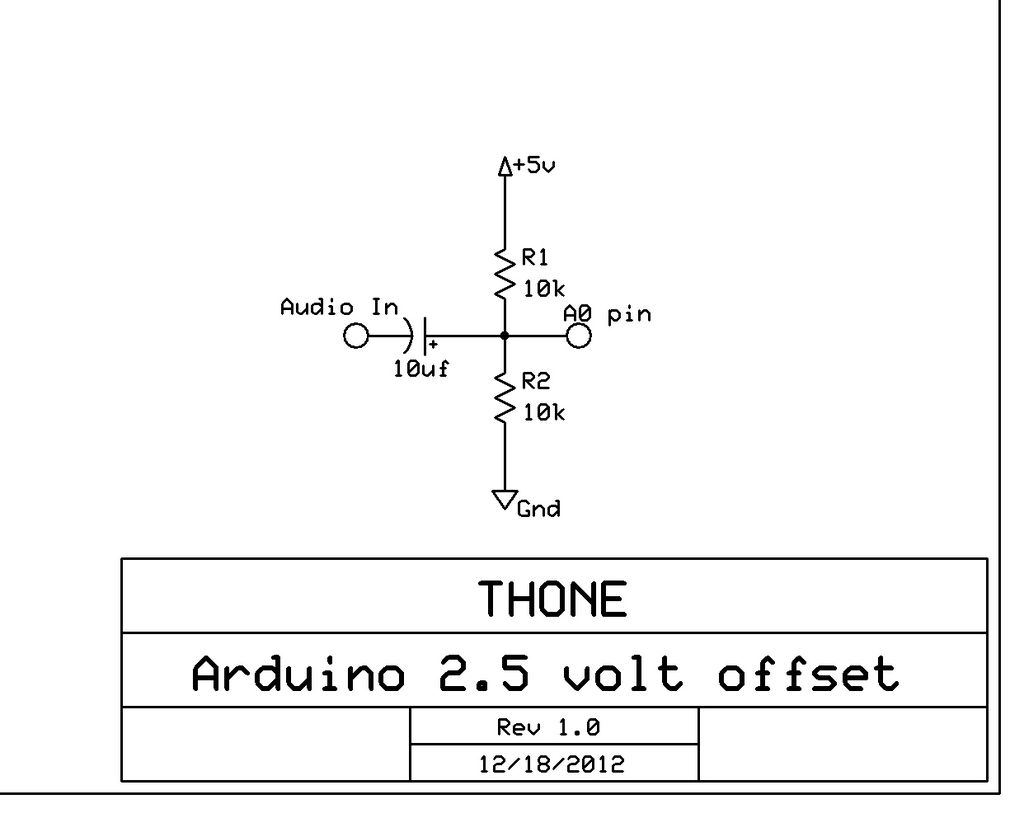 +5v
R1
10k
Audio In
A0 pin
+
10uf
R2
10k
Gnd
THONE
Arduino 2.5 volt offset
Rev 1.0
12/18/2012